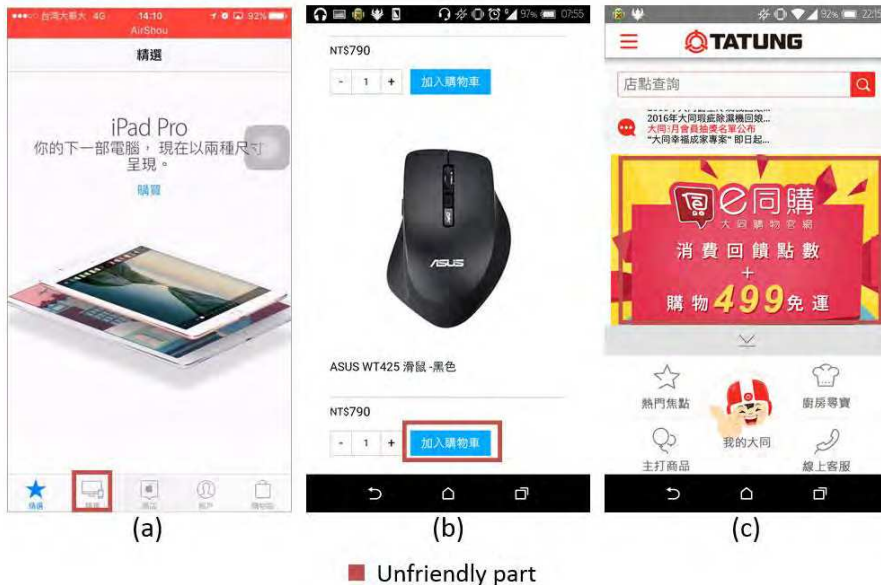 台灣大哥大 4G 14:10 92%
AirShou
精選
iPad Pro
你的下一部電腦，現在以兩種尺寸
呈現。
購買
精選
(a)
97% 07:55
NT$790
- 1 + 加入購物車
ASUS
ASUS WT425 滑鼠 -黑色
NT$790
- 1 + 加入購物車
(b)
92% 22:15
TATUNG
店點查詢
2016年大同瑕疵除濕機回娘...
大同3月會員抽獎名單公布
"大同幸福成家專案" 即日起...
e同購
大同購物官網
消費回饋點數
+
購物499免運
熱門焦點
廚房尋寶
我的大同
主打商品
線上客服
(c)
Unfriendly part